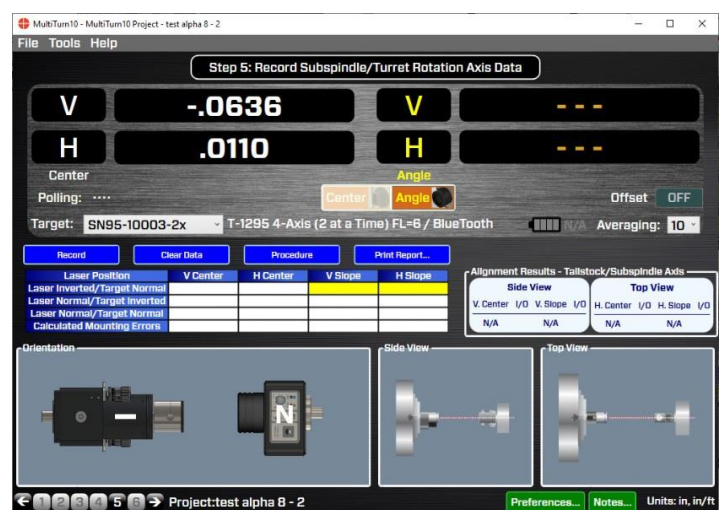 MultiTurn10 - MultiTurn10 Project - test alpha 8 - 2
File Tools Help
Step 5: Record Subspindle/Turret Rotation Axis Data
V -.0636 V ---
H .0110 H ---
Center Angle
Polling: ···· Center Angle Offset OFF
Target: SN95-10003-2x T-1295 4-Axis (2 at a Time) FL=6 / BlueTooth N/A Averaging: 10
Record Clear Data Procedure Print Report...
Laser Position V Center H Center V Slope H Slope
Laser Inverted/Target Normal
Laser Normal/Target Inverted
Laser Normal/Target Normal
Calculated Mounting Errors
Alignment Results - Tailstock/Subspindle Axis
Side View Top View
V. Center I/O V. Slope I/O H. Center I/O H. Slope I/O
N/A N/A N/A N/A
Orientation Side View Top View
N
1 2 3 4 5 6 Project:test alpha 8 - 2 Preferences... Notes... Units: in, in/ft